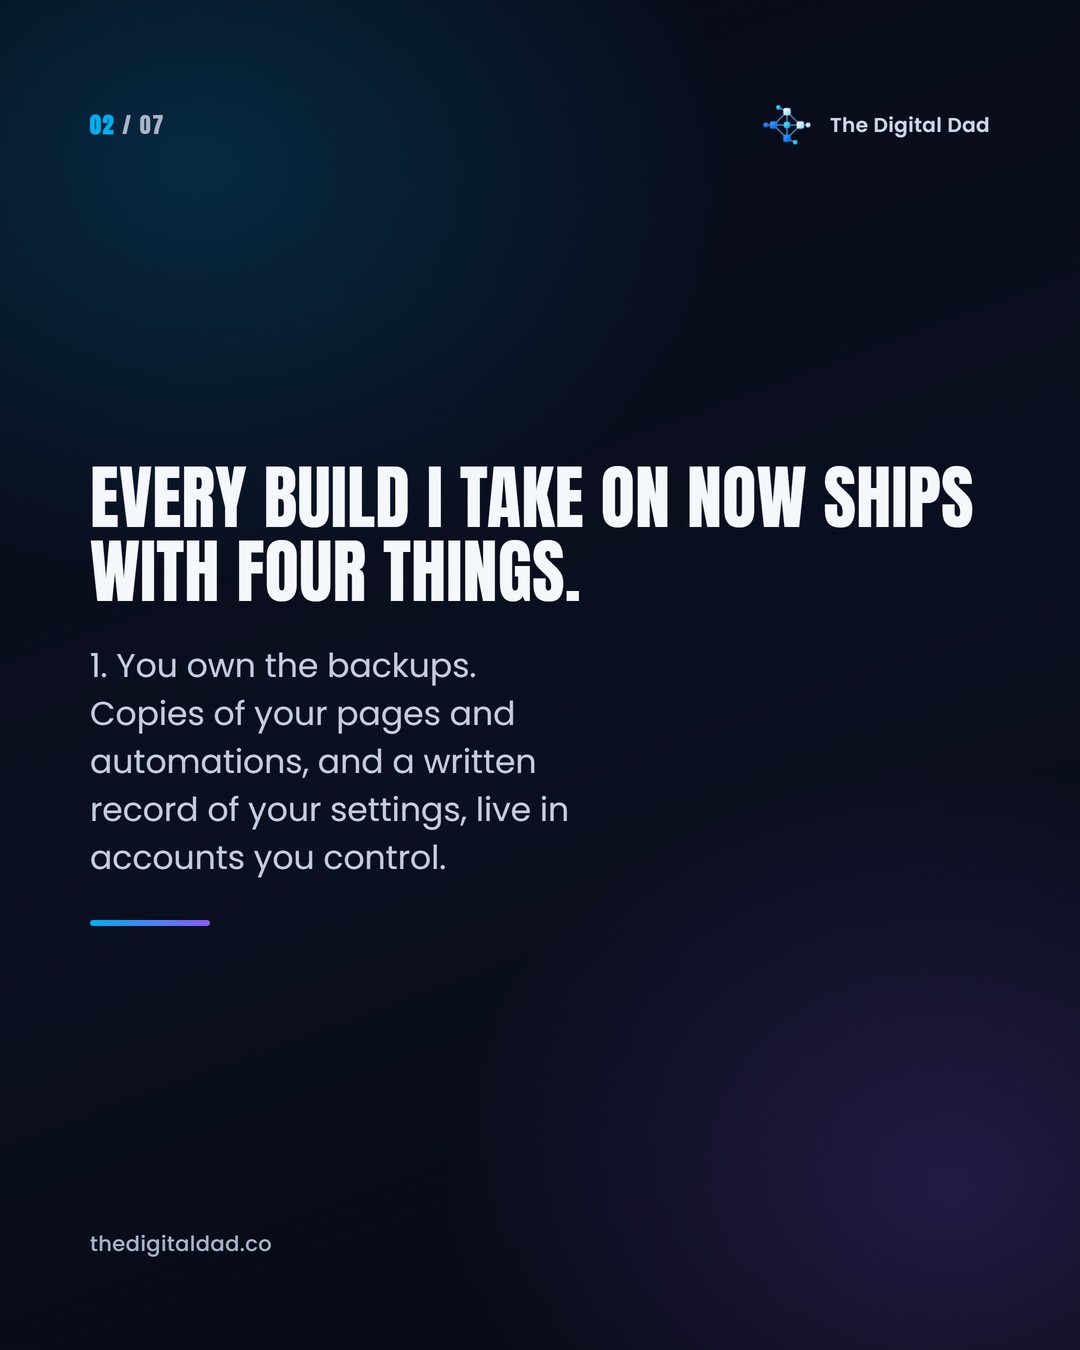 02 / 07
The Digital Dad
EVERY BUILD I TAKE ON NOW SHIPS
WITH FOUR THINGS.
1. You own the backups.
Copies of your pages and
automations, and a written
record of your settings, live in
accounts you control.
thedigitaldad.co